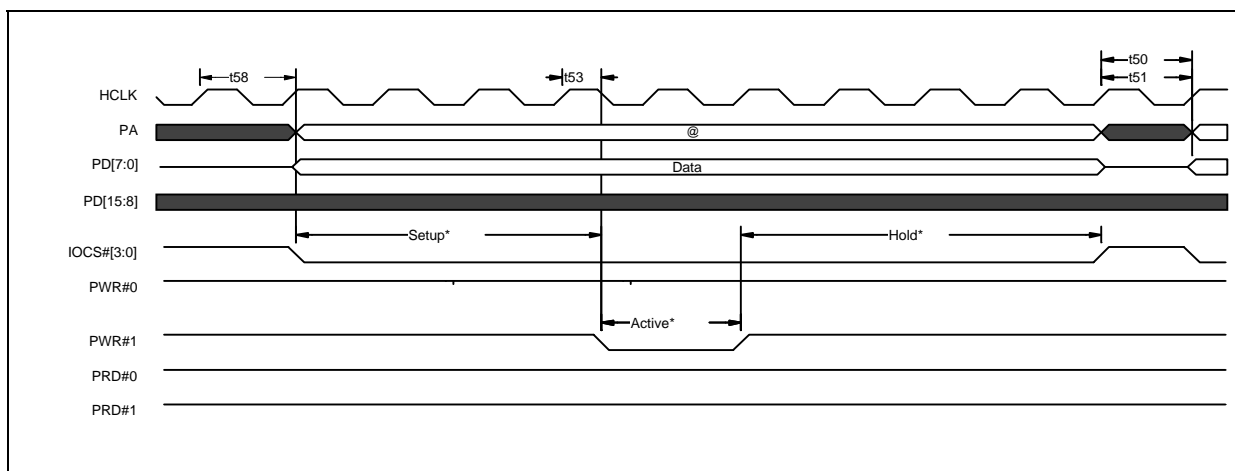 t58
t53
t50
t51
HCLK
PA
@
PD[7:0]
Data
PD[15:8]
Setup*
Hold*
IOCS#[3:0]
PWR#0
Active*
PWR#1
PRD#0
PRD#1